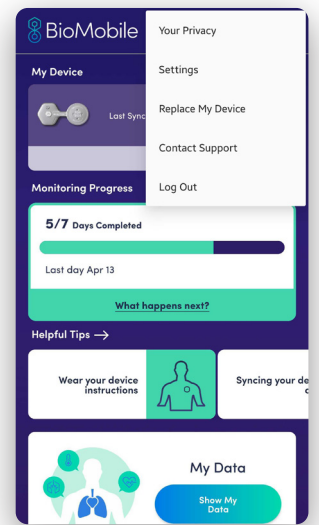 BioMobile
Your Privacy
Settings
Replace My Device
Contact Support
Log Out
My Device
Last Sync
Monitoring Progress
5/7 Days Completed
Last day Apr 13
What happens next?
Helpful Tips →
Wear your device
instructions
Syncing your
My Data
Show My
Data